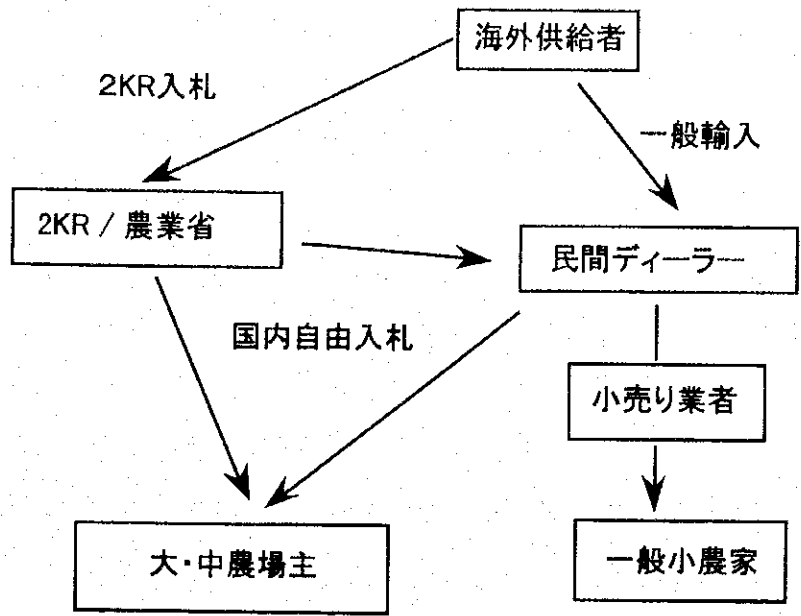 海外供給者
2KR入札
一般輸入
2KR / 農業省
民間ディーラー
国内自由入札
小売り業者
大・中農場主
一般小農家